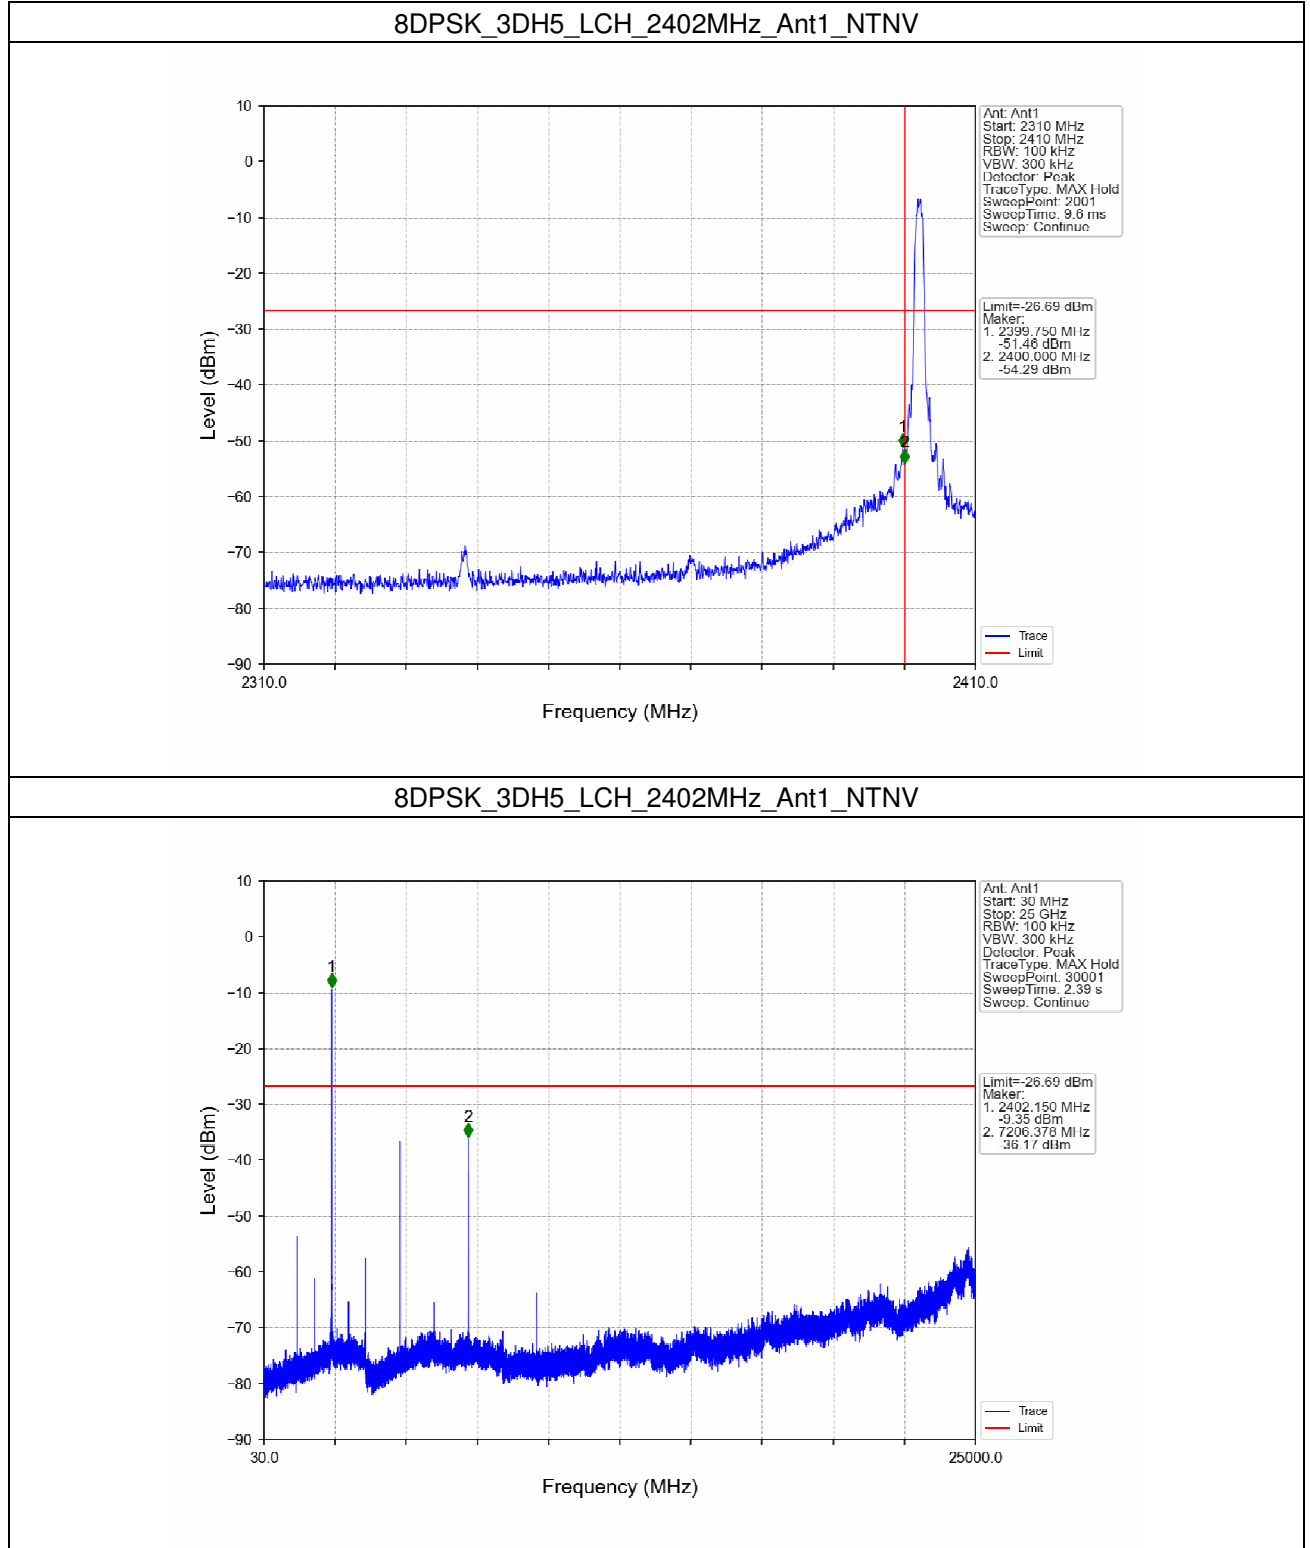 8DPSK_3DH5_LCH_2402MHz_Ant1_NTNV
10
0
−10
−20
−30
−40
−50
−60
−70
−80
−90
Level (dBm)
2310.0
2410.0
Frequency (MHz)
1
2
Ant: Ant1
Start: 2310 MHz
Stop: 2410 MHz
RBW: 100 kHz
VBW: 300 kHz
Detector: Peak
TraceType: MAX Hold
SweepPoint: 2001
SweepTime: 9.6 ms
Sweep: Continue
Limit=-26.69 dBm
Maker:
1. 2399.750 MHz
-51.46 dBm
2. 2400.000 MHz
-54.29 dBm
Trace
Limit
8DPSK_3DH5_LCH_2402MHz_Ant1_NTNV
10
0
−10
−20
−30
−40
−50
−60
−70
−80
−90
Level (dBm)
30.0
25000.0
Frequency (MHz)
1
2
Ant: Ant1
Start: 30 MHz
Stop: 25 GHz
RBW: 100 kHz
VBW: 300 kHz
Detector: Peak
TraceType: MAX Hold
SweepPoint: 30001
SweepTime: 2.39 s
Sweep: Continue
Limit=-26.69 dBm
Maker:
1. 2402.150 MHz
-9.35 dBm
2. 7206.378 MHz
-36.17 dBm
Trace
Limit